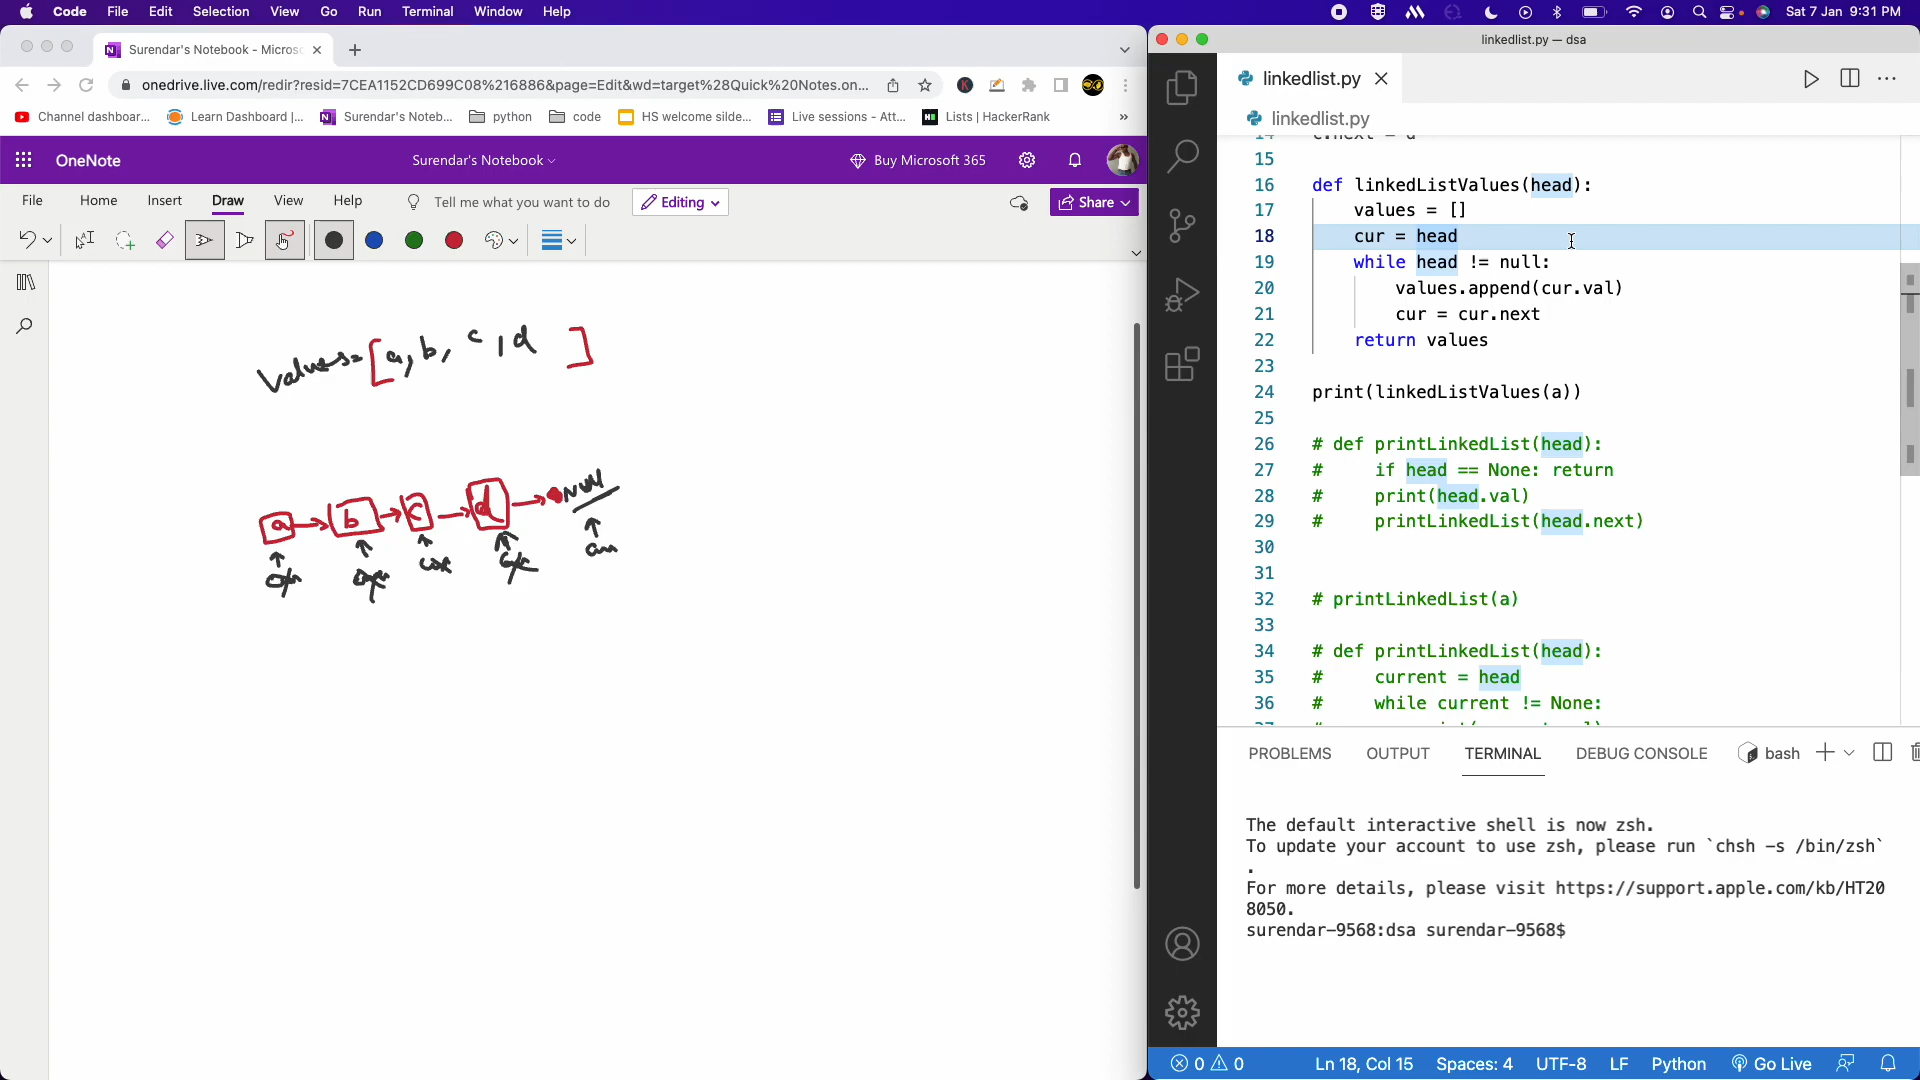 Code File Edit Selection View Go Run Terminal Window Help
Sat 7 Jan 9:31 PM
Surendar's Notebook - Micros
onedrive.live.com/redir?resid=7CEA1152CD699C08%216886&page=Edit&wd=target%28Quick%20Notes.on...
Channel dashboar... Learn Dashboard |... Surendar's Noteb... python code HS welcome silde... Live sessions - Att... Lists | HackerRank »
OneNote Surendar's Notebook Buy Microsoft 365
File Home Insert Draw View Help Tell me what you want to do Editing Share
values=[a, b, c, d ]
a b c d Null
cur
linkedlist.py — dsa
linkedlist.py
linkedlist.py
14 c.next = d
15
16 def linkedListValues(head):
17 values = []
18 cur = head
19 while head != null:
20 values.append(cur.val)
21 cur = cur.next
22 return values
23
24 print(linkedListValues(a))
25
26 # def printLinkedList(head):
27 # if head == None: return
28 # print(head.val)
29 # printLinkedList(head.next)
30
31
32 # printLinkedList(a)
33
34 # def printLinkedList(head):
35 # current = head
36 # while current != None:
PROBLEMS OUTPUT TERMINAL DEBUG CONSOLE bash
The default interactive shell is now zsh.
To update your account to use zsh, please run `chsh -s /bin/zsh`
.
For more details, please visit https://support.apple.com/kb/HT20
8050.
surendar-9568:dsa surendar-9568$
0 0 Ln 18, Col 15 Spaces: 4 UTF-8 LF Python Go Live